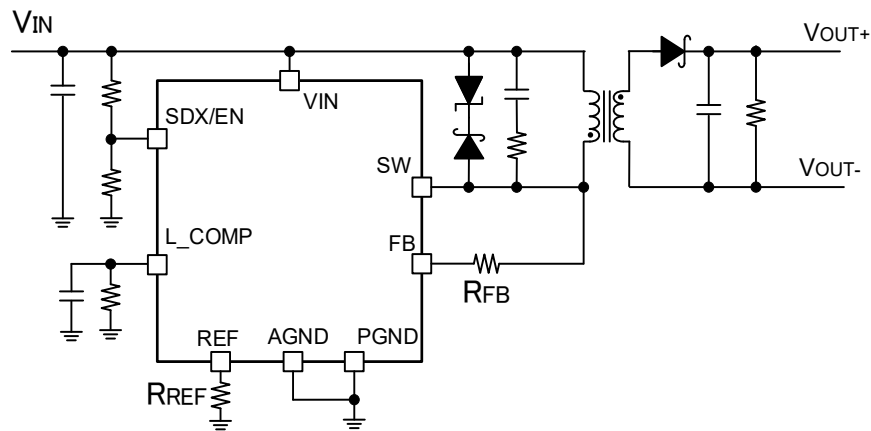 VIN
VOUT+
VIN
SDX/EN
SW
VOUT-
L_COMP
FB
RFB
REF
AGND
PGND
RREF